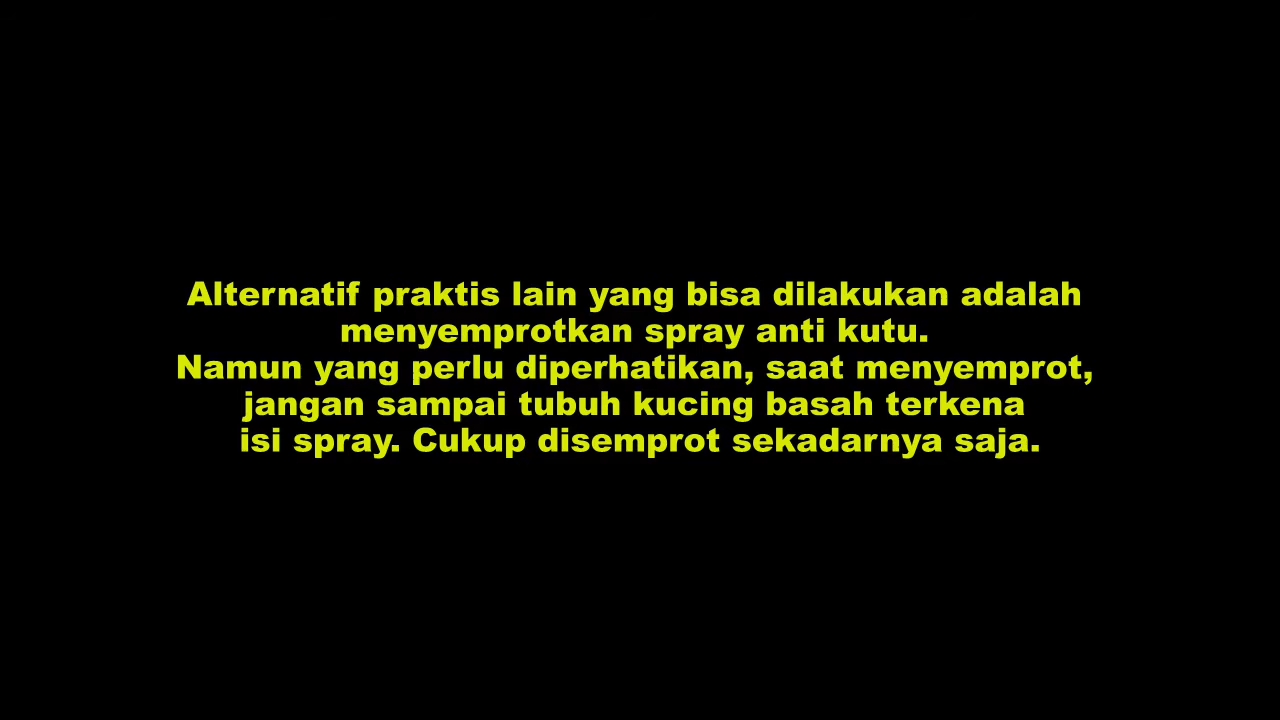 Alternatif praktis lain yang bisa dilakukan adalah
menyemprotkan spray anti kutu.
Namun yang perlu diperhatikan, saat menyemprot,
jangan sampai tubuh kucing basah terkena
isi spray. Cukup disemprot sekadarnya saja.